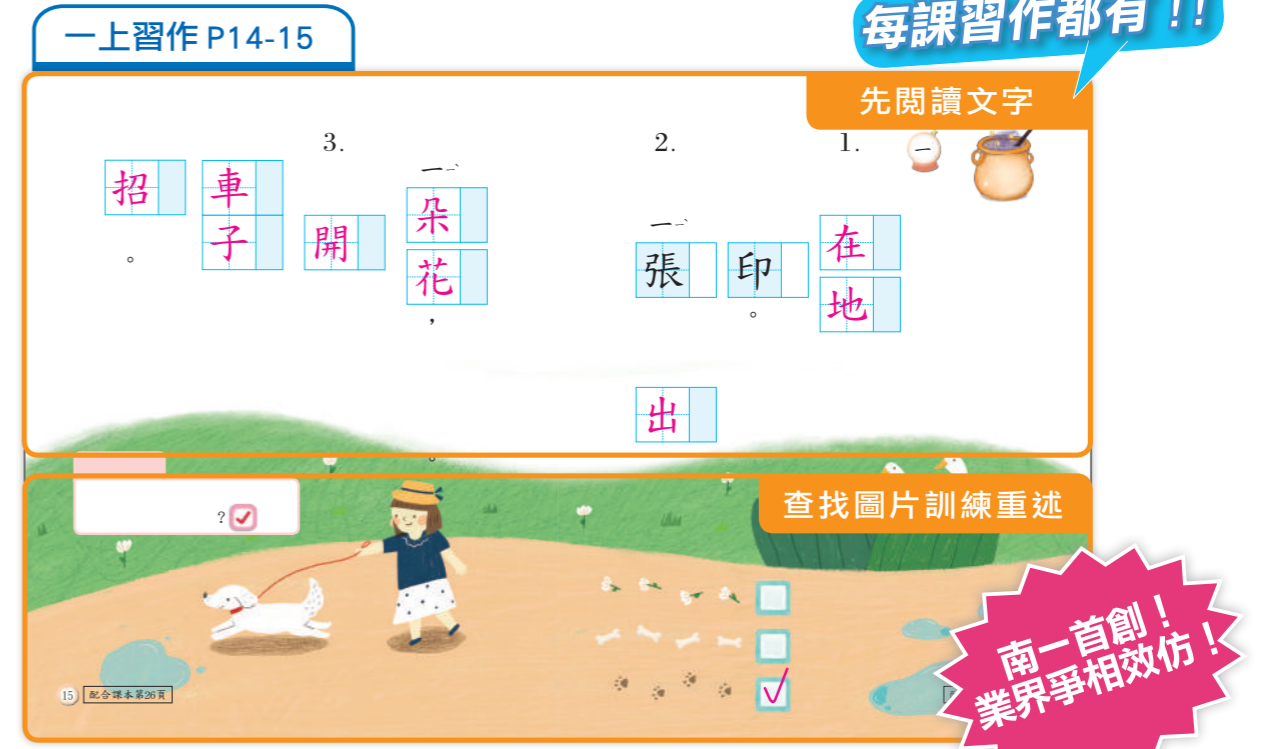 一上習作 P14-15
每課習作都有!!
先閱讀文字
一
1.
在地
印。
2.
一ˋ張
出
。
3.
一ˋ朵花,
開
車子
招。
查找圖片訓練重述
?
15
配合課本第26頁
南一首創!
業界爭相效仿!